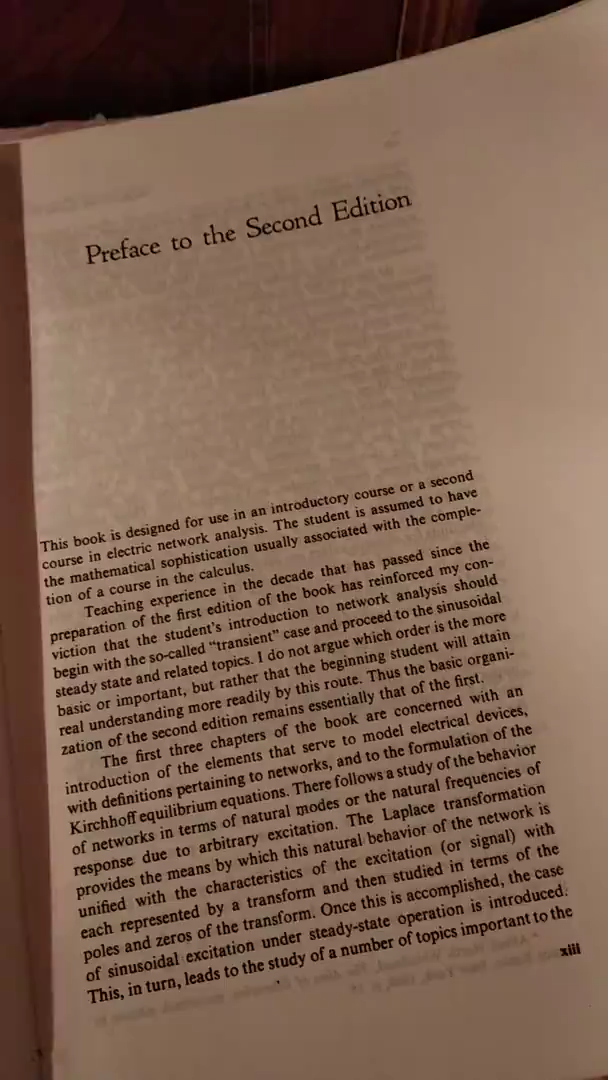 Preface to the Second Edition
This book is designed for use in an introductory course or a second
course in electric network analysis. The student is assumed to have
the mathematical sophistication usually associated with the comple-
tion of a course in the calculus.
Teaching experience in the decade that has passed since the
preparation of the first edition of the book has reinforced my con-
viction that the student's introduction to network analysis should
begin with the so-called "transient" case and proceed to the sinusoidal
steady state and related topics. I do not argue which order is the more
basic or important, but rather that the beginning student will attain
real understanding more readily by this route. Thus the basic organi-
zation of the second edition remains essentially that of the first.
The first three chapters of the book are concerned with an
introduction of the elements that serve to model electrical devices,
with definitions pertaining to networks, and to the formulation of the
Kirchhoff equilibrium equations. There follows a study of the behavior
of networks in terms of natural modes or the natural frequencies of
response due to arbitrary excitation. The Laplace transformation
provides the means by which this natural behavior of the network is
unified with the characteristics of the excitation (or signal) with
each represented by a transform and then studied in terms of the
poles and zeros of the transform. Once this is accomplished, the case
of sinusoidal excitation under steady-state operation is introduced.
This, in turn, leads to the study of a number of topics important to the
xiii